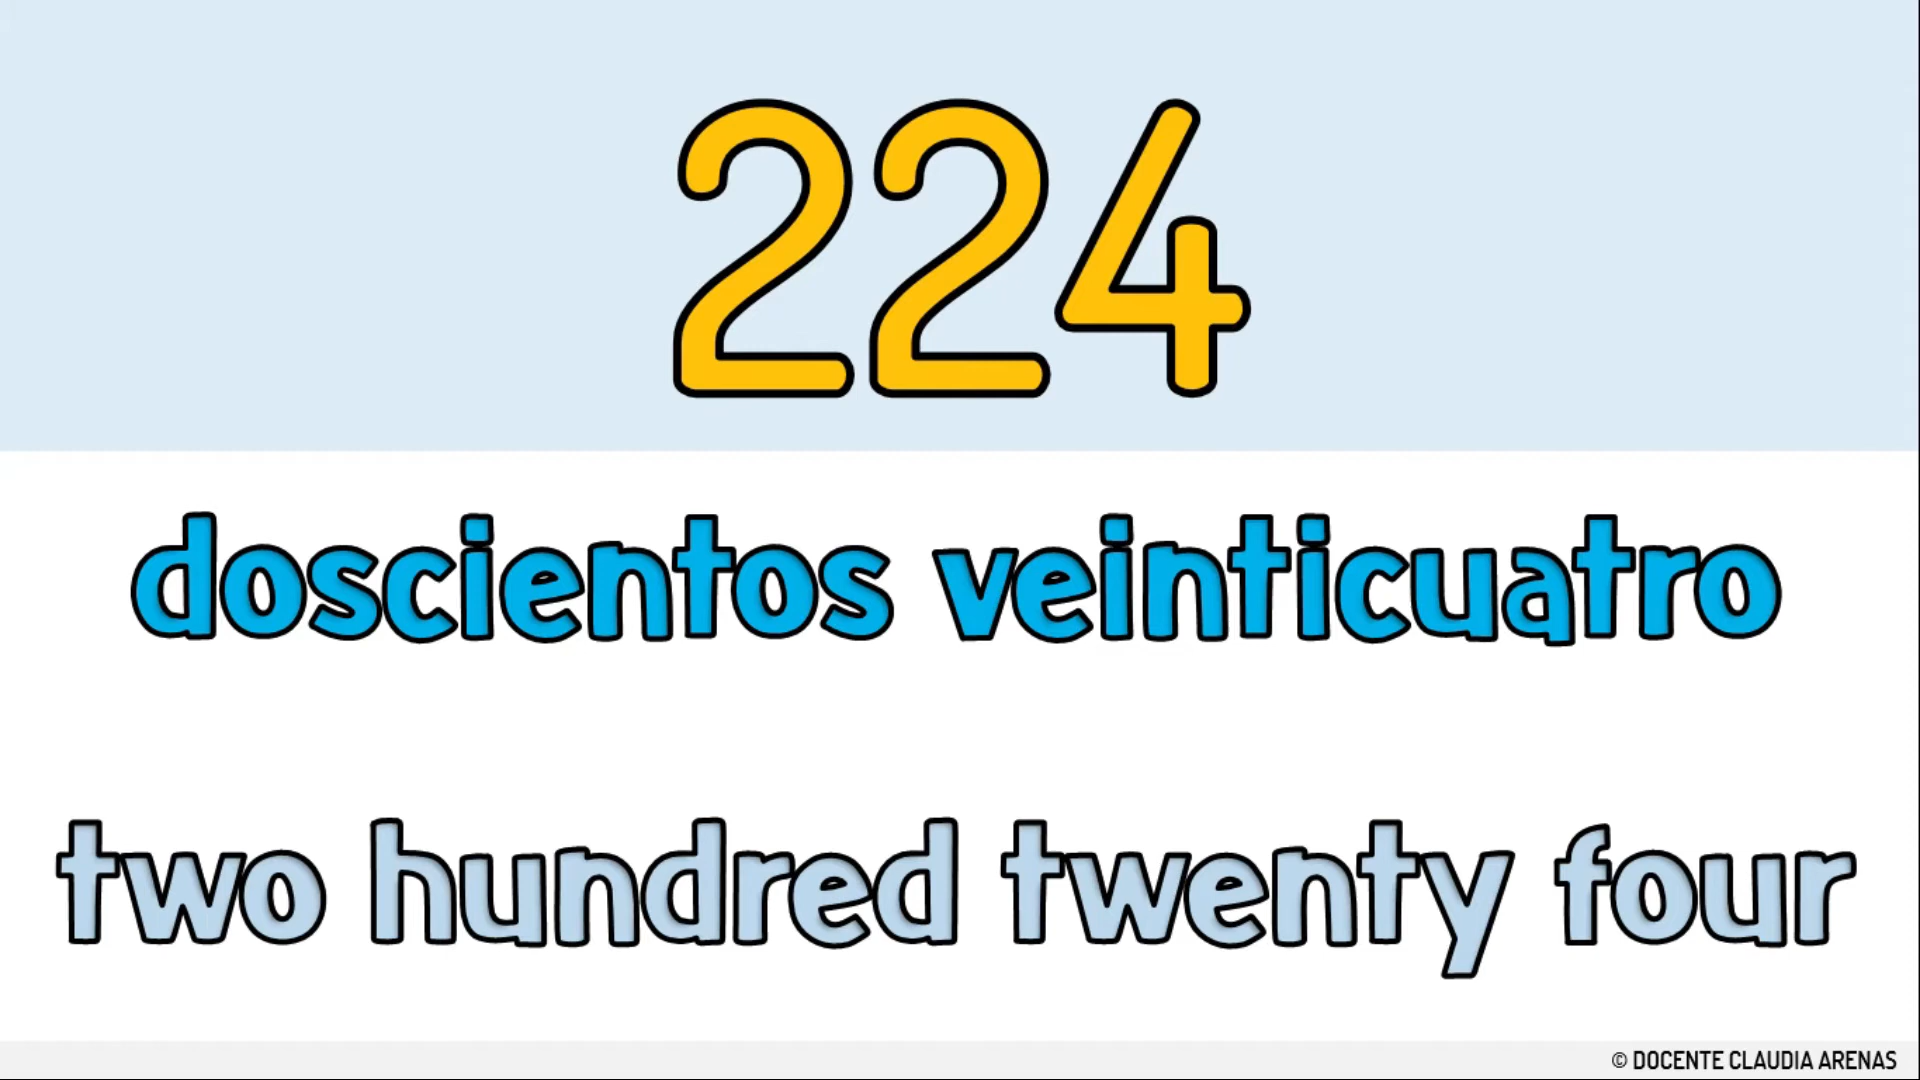 224
doscientos veinticuatro
two hundred twenty four
© DOCENTE CLAUDIA ARENAS